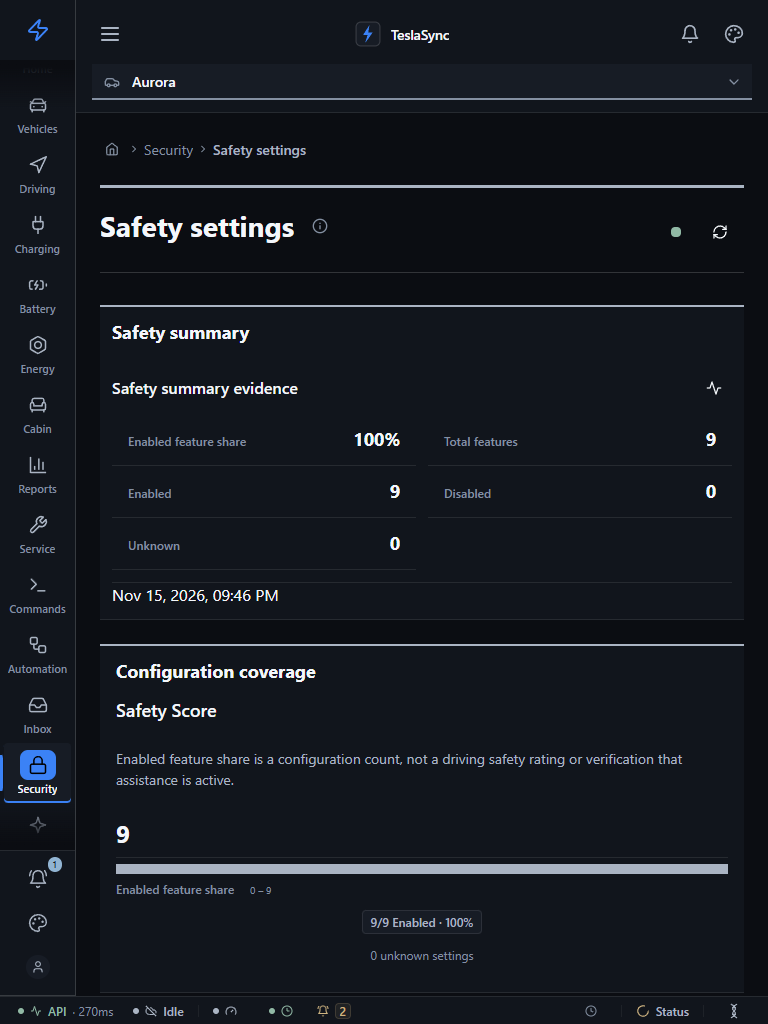 TeslaSync
Aurora
Vehicles
Driving
Charging
Battery
Energy
Cabin
Reports
Service
Commands
Automation
Inbox
Security
1
Security
Safety settings
Safety settings
Safety summary
Safety summary evidence
Enabled feature share 100%
Total features 9
Enabled 9
Disabled 0
Unknown 0
Nov 15, 2026, 09:46 PM
Configuration coverage
Safety Score
Enabled feature share is a configuration count, not a driving safety rating or verification that
assistance is active.
9
Enabled feature share 0 – 9
9/9 Enabled · 100%
0 unknown settings
API · 270ms Idle 2 Status